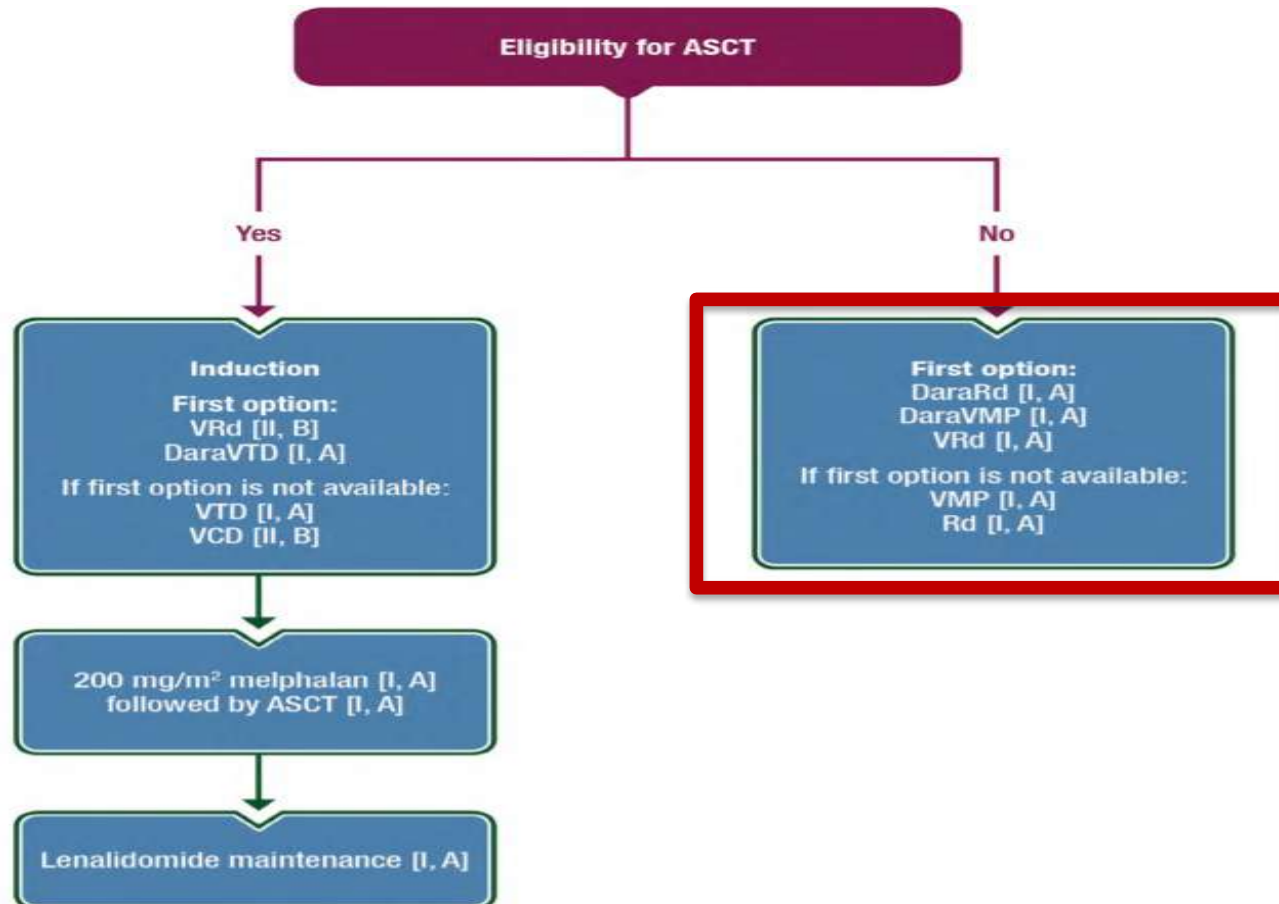 Eligibility for ASCT
Yes
No
Induction
First option:
VRd [II, B]
DaraVTD [I, A]
If first option is not available:
VTD [I, A]
VCD [II, B]
First option:
DaraRd [I, A]
DaraVMP [I, A]
VRd [I, A]
If first option is not available:
VMP [I, A]
Rd [I, A]
200 mg/m² melphalan [I, A]
followed by ASCT [I, A]
Lenalidomide maintenance [I, A]